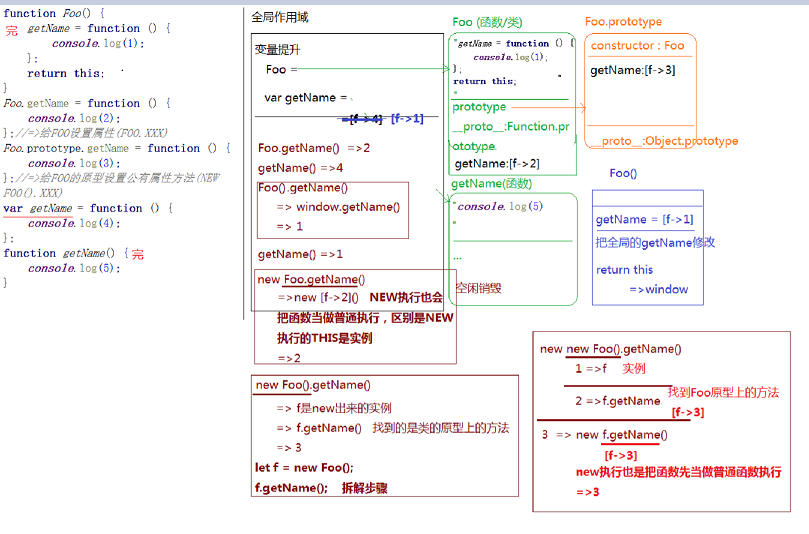 function Foo() {
完 getName = function () {
console.log(1);
};
return this;
}
Foo.getName = function () {
console.log(2);
};//=>给FOO设置属性(FOO.XXX)
Foo.prototype.getName = function () {
console.log(3);
};//=>给FOO的原型设置公有属性方法(NEW
FOO().XXX)
var getName = function () {
console.log(4);
};
function getName() { 完
console.log(5);
}
全局作用域
变量提升
Foo =
var getName =
[f->4] [f->1]
Foo.getName() =>2
getName() =>4
Foo().getName()
=> window.getName()
=> 1
getName() =>1
new Foo.getName()
=>new [f->2]() NEW执行也会
把函数当做普通执行，区别是NEW
执行的THIS是实例
=>2
new Foo().getName()
=> f是new出来的实例
=> f.getName() 找到的是类的原型上的方法
=> 3
let f = new Foo();
f.getName(); 拆解步骤
Foo (函数/类)
"getName = function () {
console.log(1);
};
return this;
"
prototype
__proto__:Function.pr
ototype
getName:[f->2]
getName(函数)
"console.log(5)
"
...
空闲销毁
Foo.prototype
constructor : Foo
getName:[f->3]
__proto__:Object.prototype
Foo()
getName = [f->1]
把全局的getName修改
return this
=>window
new new Foo().getName()
1 =>f 实例
2 =>f.getName 找到Foo原型上的方法
[f->3]
3 => new f.getName()
[f->3]
new执行也是把函数先当做普通函数执行
=>3